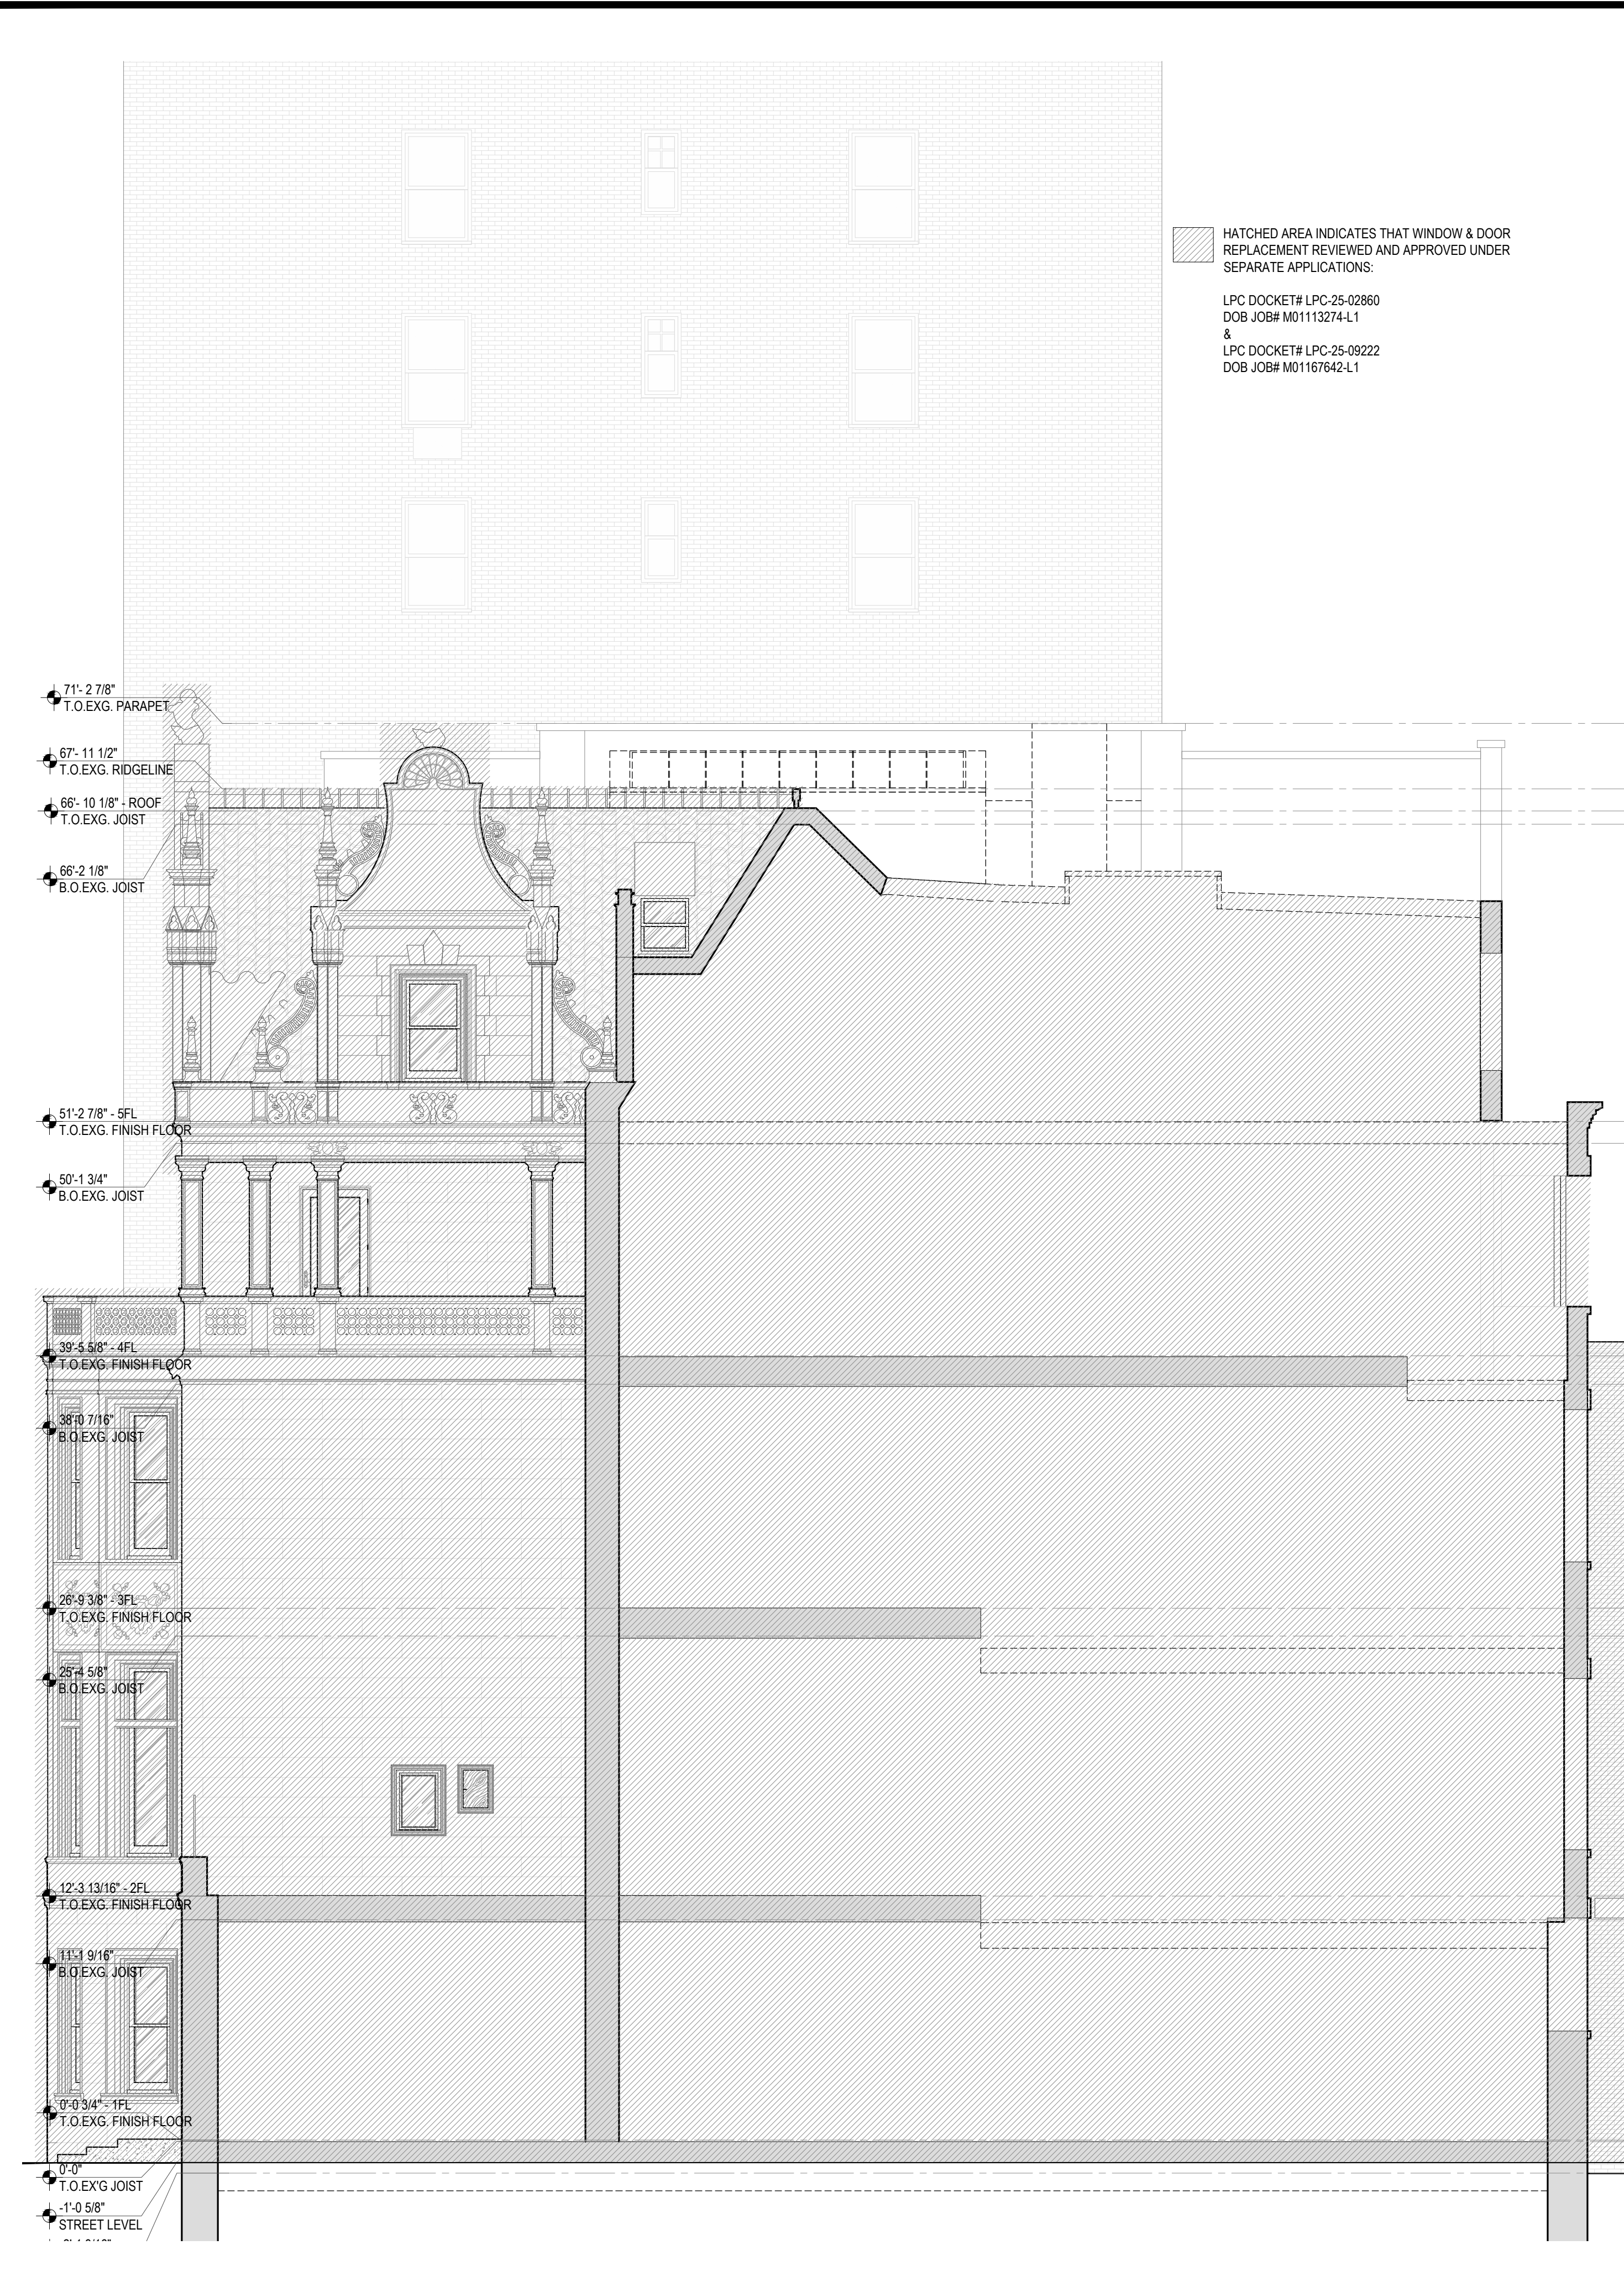 HATCHED AREA INDICATES THAT WINDOW & DOOR
REPLACEMENT REVIEWED AND APPROVED UNDER
SEPARATE APPLICATIONS:
LPC DOCKET# LPC-25-02860
DOB JOB# M01113274-L1
&
LPC DOCKET# LPC-25-09222
DOB JOB# M01167642-L1
71'- 2 7/8"
T.O.EXG. PARAPET
67'- 11 1/2"
T.O.EXG. RIDGELINE
66'- 10 1/8" - ROOF
T.O.EXG. JOIST
66'-2 1/8"
B.O.EXG. JOIST
51'-2 7/8" - 5FL
T.O.EXG. FINISH FLOOR
50'-1 3/4"
B.O.EXG. JOIST
39'-5 5/8" - 4FL
T.O.EXG. FINISH FLOOR
38'-0 7/16"
B.O.EXG. JOIST
26'-9 3/8" - 3FL
T.O.EXG. FINISH FLOOR
25'-4 5/8"
B.O.EXG. JOIST
12'-3 13/16" - 2FL
T.O.EXG. FINISH FLOOR
11'-1 9/16"
B.O.EXG. JOIST
0'-0 3/4" - 1FL
T.O.EXG. FINISH FLOOR
0'-0"
T.O.EX'G JOIST
-1'-0 5/8"
STREET LEVEL